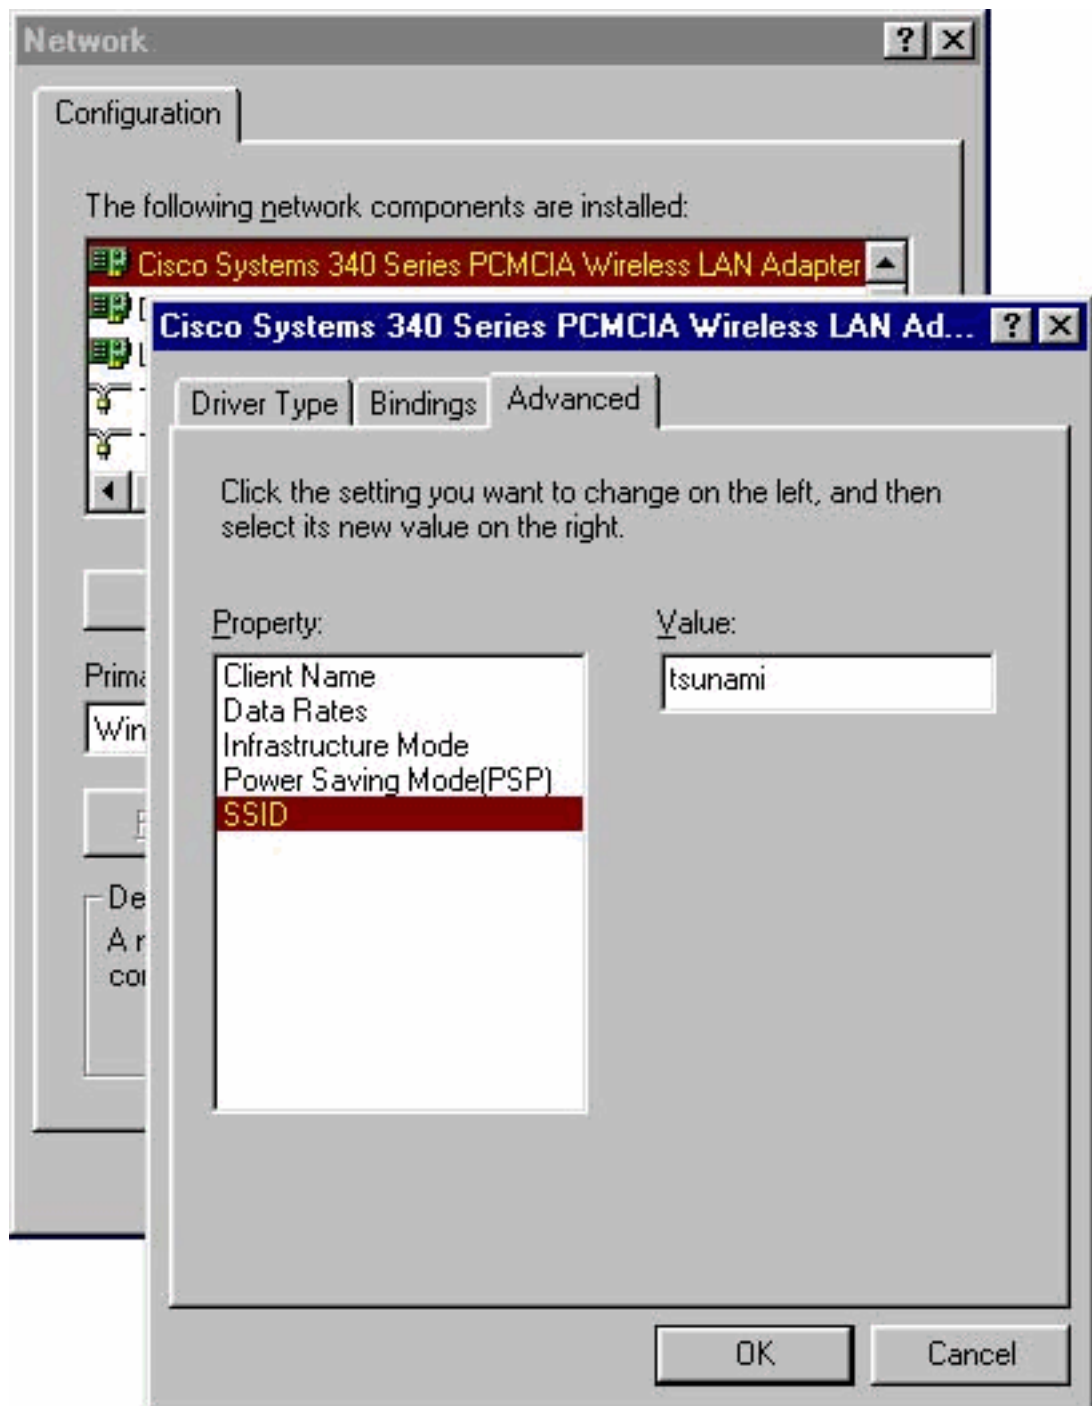 Network
Configuration
The following network components are installed:
Cisco Systems 340 Series PCMCIA Wireless LAN Adapter
Cisco Systems 340 Series PCMCIA Wireless LAN Ad...
Driver Type
Bindings
Advanced
Click the setting you want to change on the left, and then
select its new value on the right.
Property:
Value:
Client Name
Data Rates
Infrastructure Mode
Power Saving Mode(PSP)
SSID
tsunami
OK
Cancel